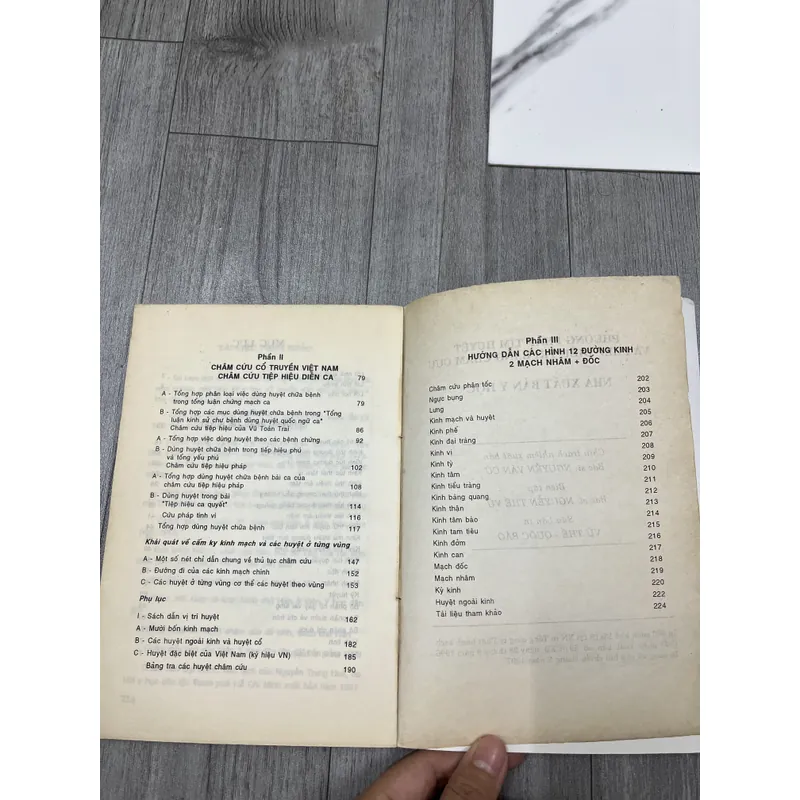 Phần II
CHÂM CỨU CỔ TRUYỀN VIỆT NAM
CHÂM CỨU TIỆP HIỆU DIỄN CA 79
A - Tổng hợp phân loại việc dùng huyệt chữa bệnh
trong tổng luận chứng mạch ca 79
B - Tổng hợp các mục dùng huyệt chữa bệnh trong "Tổng
luận kinh sử chư bệnh dùng huyệt quốc ngữ ca"
Châm cứu tiệp hiệu của Vũ Toàn Trai 86
A - Tổng hợp việc dùng huyệt theo các bệnh chứng 92
B - Dùng huyệt chữa bệnh trong tiệp hiệu phú
và tổng yếu phú
Châm cứu tiệp hiệu pháp 102
A - Tổng hợp dùng huyệt chữa bệnh bài ca của
châm cứu tiệp hiệu pháp 108
B - Dùng huyệt trong bài
"Tiệp hiệu ca quyết" 114
Cứu pháp tinh vi 116
Tổng hợp dùng huyệt chữa bệnh 117
Khái quát về cấm kỵ kinh mạch và các huyệt ở từng vùng
A - Một số nét chỉ dẫn chung về thủ tục châm cứu 147
B - Đường đi của các kinh mạch chính 152
C - Các huyệt ở từng vùng cơ thể các huyệt theo vùng 153
Phụ lục
I - Sách dẫn vị trí huyệt 162
A - Mười bốn kinh mạch
B - Các huyệt ngoài kinh và huyệt cổ 182
C - Huyệt đặc biệt của Việt Nam (ký hiệu VN) 185
Bảng tra các huyệt châm cứu 190
Phần III
HƯỚNG DẪN CÁC HÌNH 12 ĐƯỜNG KINH
2 MẠCH NHÂM + ĐỐC
Châm cứu phận tốc 202
Ngực bụng 203
Lưng 204
Kinh mạch và huyệt 205
Kinh phế 206
Kinh đại tràng 207
Kinh vị 208
Kinh tỳ 209
Kinh tâm 210
Kinh tiểu tràng 211
Kinh bàng quang 212
Kinh thận 213
Kinh tâm bào 214
Kinh tam tiêu 215
Kinh đởm 216
Kinh can 217
Mạch đốc 218
Mạch nhâm 219
Kỳ kinh 220
Huyệt ngoài kinh 222
Tài liệu tham khảo 224